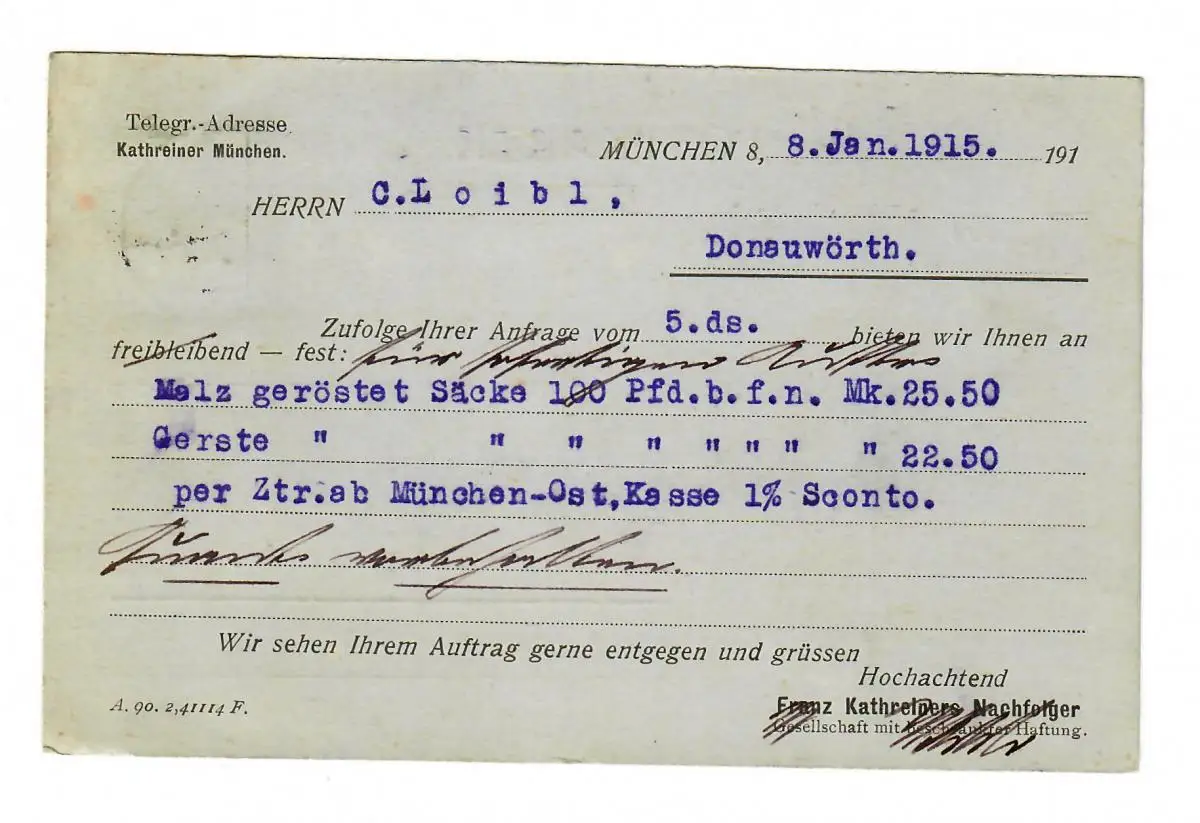 Telegr.-Adresse
Kathreiner München.
MÜNCHEN 8, 8.Jan.1915. 191
HERRN C.L o i b l ,
Donauwörth.
Zufolge Ihrer Anfrage vom 5.ds. bieten wir Ihnen an
freibleibend — fest: für sofortigen
Malz geröstet Säcke 100 Pfd.b.f.n. Mk.25.50
Gerste " " " " " " " " 22.50
per Ztr.ab München-Ost,Kasse 1% Sconto.
vorbehalten.
Wir sehen Ihrem Auftrag gerne entgegen und grüssen
Hochachtend
Franz Kathreiners Nachfolger
Gesellschaft mit beschränkter Haftung.
A. 90. 2,41114 F.